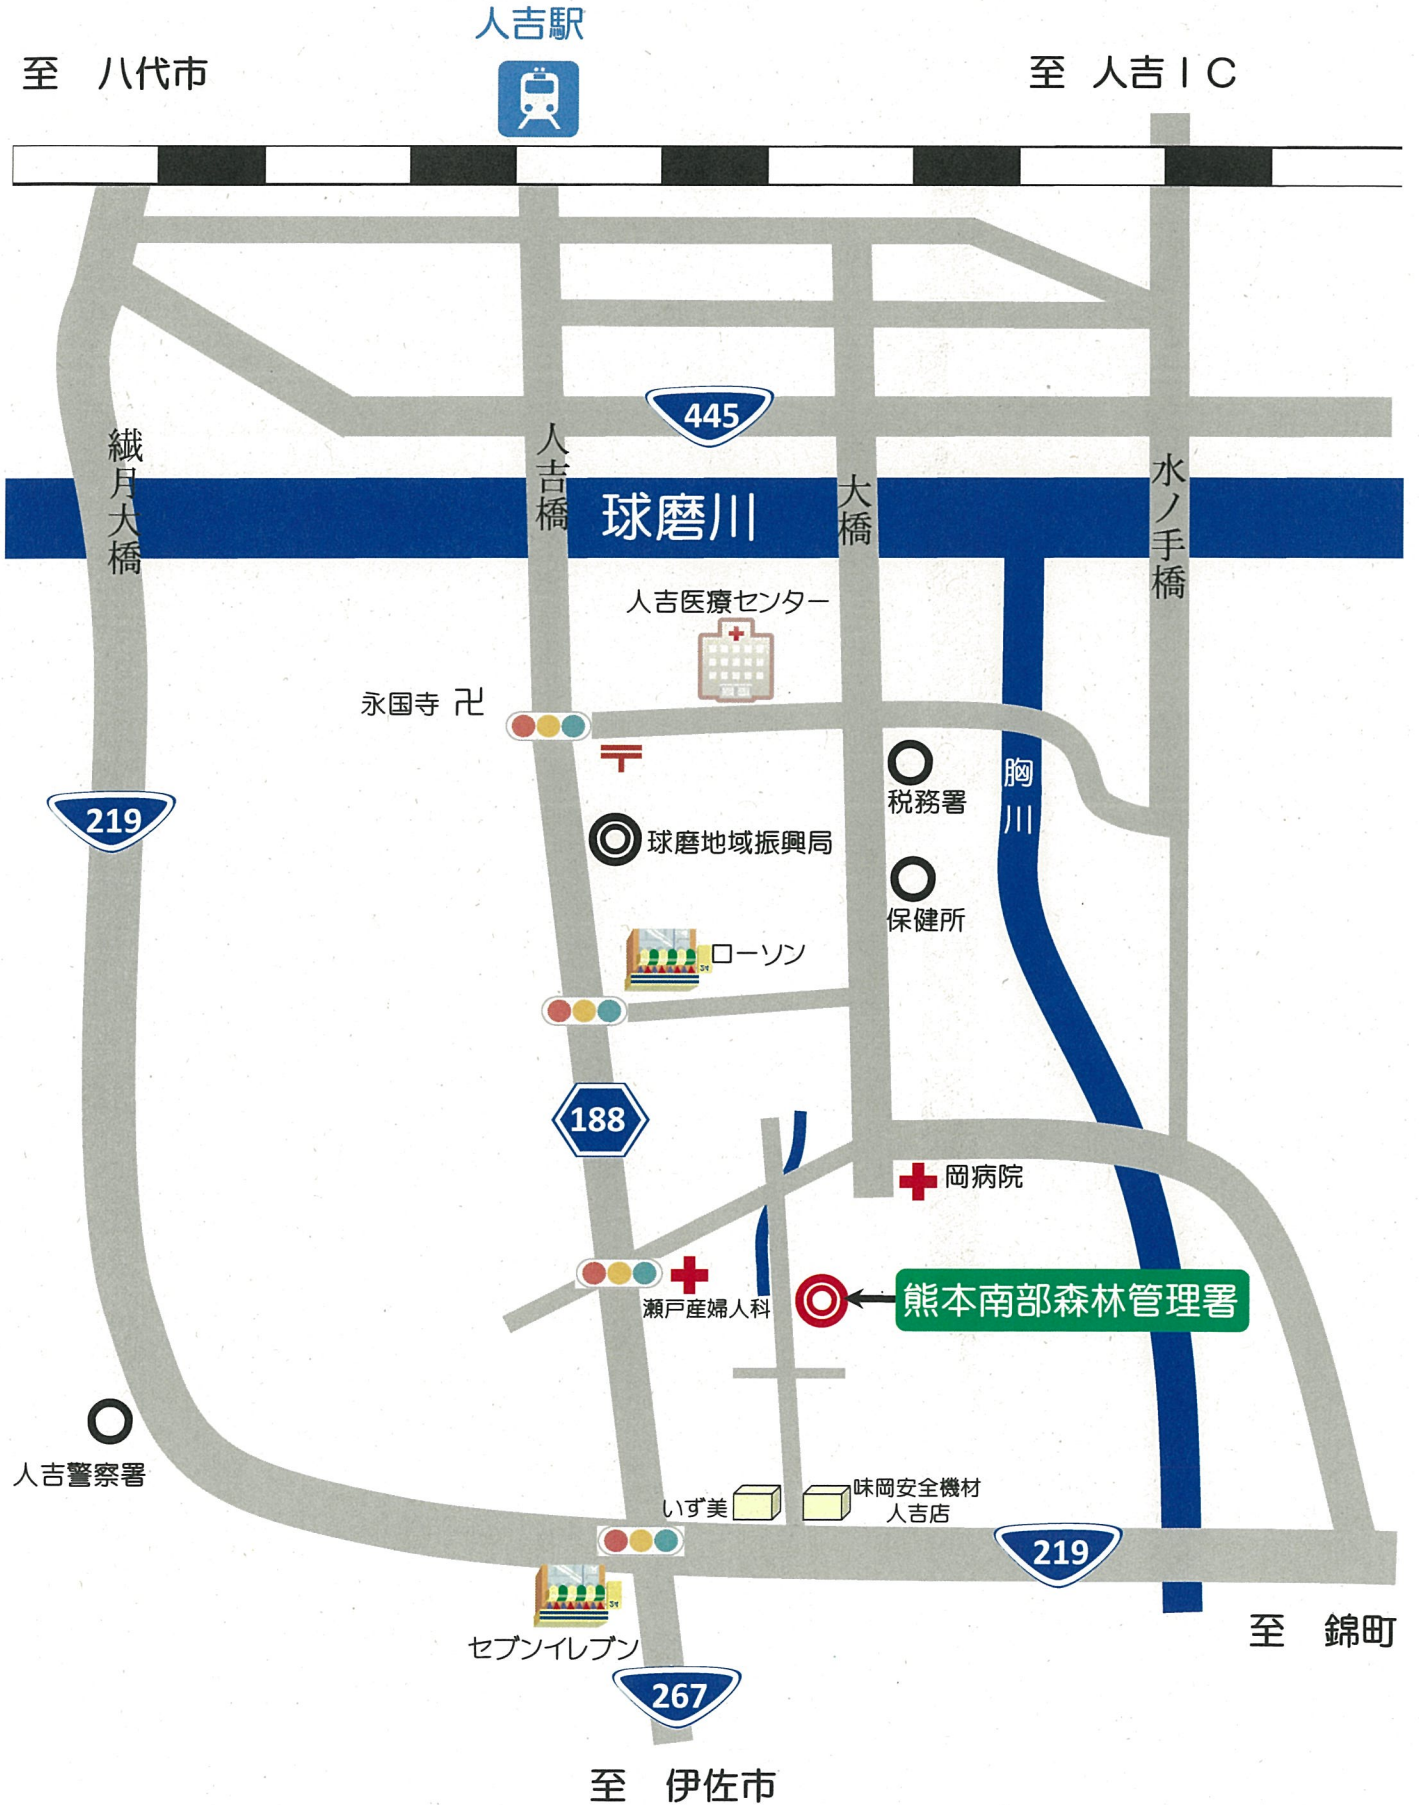 人吉駅
至　八代市
至 人吉IC
445
繊月大橋
人吉橋
球磨川
大橋
水ノ手橋
人吉医療センター
永国寺 卍
〒
税務署
胸川
219
球磨地域振興局
保健所
ローソン
188
岡病院
瀬戸産婦人科
熊本南部森林管理署
人吉警察署
いず美
味岡安全機材
人吉店
219
セブンイレブン
至　錦町
267
至　伊佐市